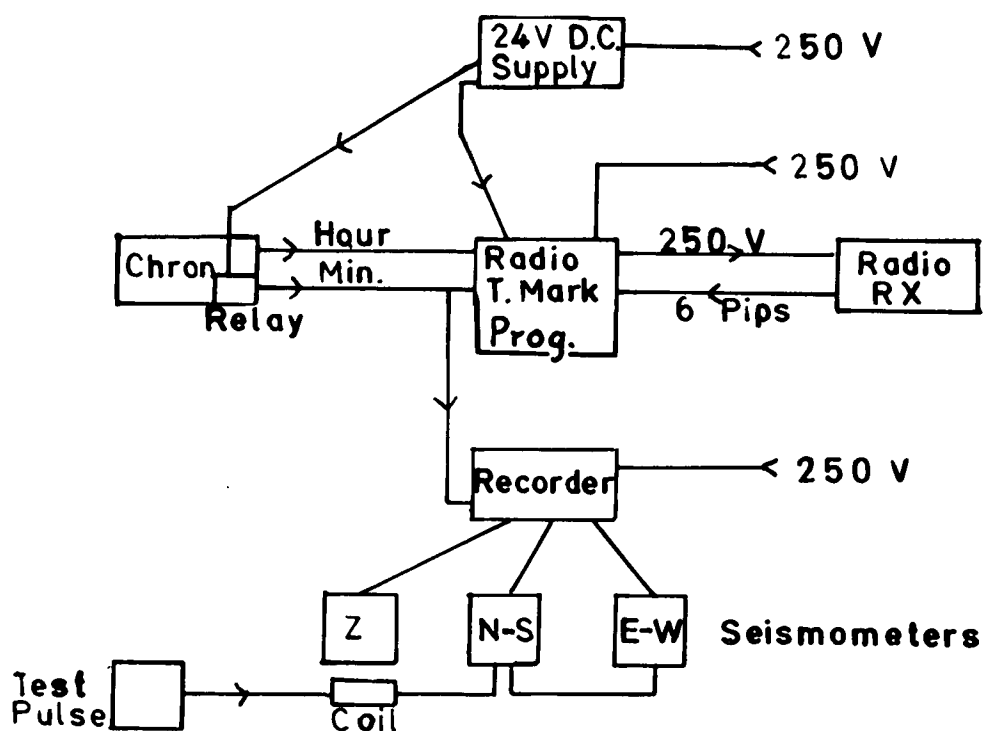 24V D.C.
Supply
250 V
250 V
Hour
Min.
Chron
Relay
Radio
T. Mark
Prog.
250 V
6 Pips
Radio
RX
Recorder
250 V
Z
N-S
E-W
Seismometers
Test
Pulse
Coil